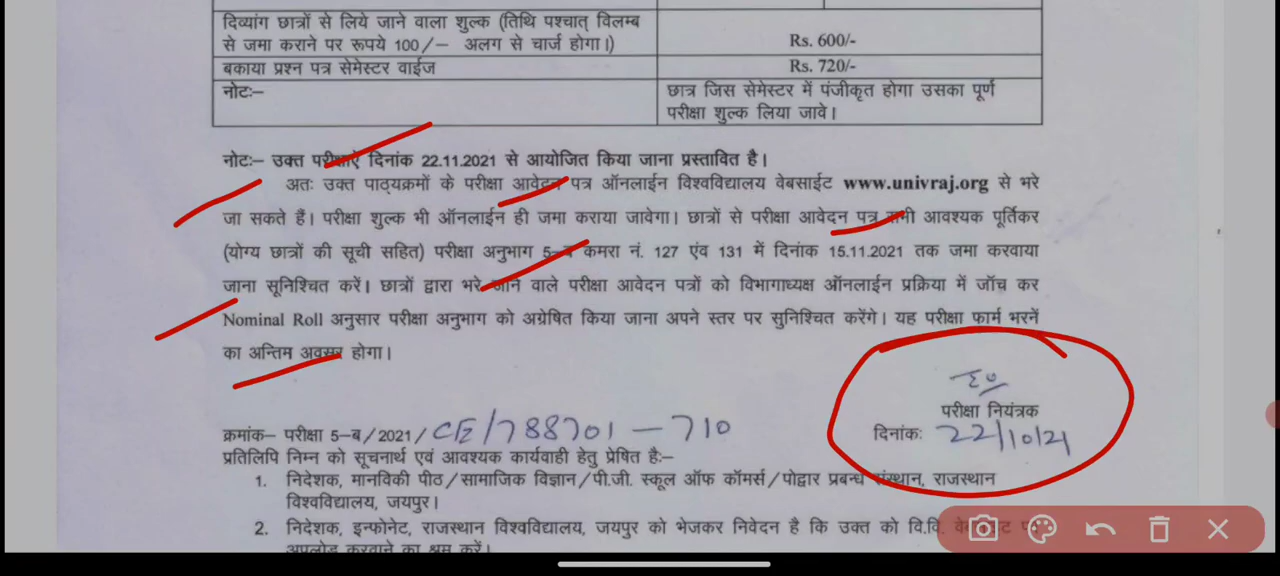 दिव्यांग छात्रों से लिये जाने वाला शुल्क (तिथि पश्चात् विलम्ब
से जमा कराने पर रूपये 100/– अलग से चार्ज होगा।)
Rs. 600/-
बकाया प्रश्न पत्र सेमेस्टर वाईज
Rs. 720/-
नोटः–
छात्र जिस सेमेस्टर में पंजीकृत होगा उसका पूर्ण
परीक्षा शुल्क लिया जावे।
नोटः– उक्त परीक्षाऐं दिनांक 22.11.2021 से आयोजित किया जाना प्रस्तावित है।
अतः उक्त पाठ्यक्रमों के परीक्षा आवेदन पत्र ऑनलाईन विश्वविद्यालय वेबसाईट www.univraj.org से भरे
जा सकते हैं। परीक्षा शुल्क भी ऑनलाईन ही जमा कराया जावेगा। छात्रों से परीक्षा आवेदन पत्र सभी आवश्यक पूर्तिकर
(योग्य छात्रों की सूची सहित) परीक्षा अनुभाग 5–ब कमरा नं. 127 एंव 131 में दिनांक 15.11.2021 तक जमा करवाया
जाना सूनिश्चित करें। छात्रों द्वारा भरे जाने वाले परीक्षा आवेदन पत्रों को विभागाध्यक्ष ऑनलाईन प्रक्रिया में जॉच कर
Nominal Roll अनुसार परीक्षा अनुभाग को अग्रेषित किया जाना अपने स्तर पर सुनिश्चित करेंगे। यह परीक्षा फार्म भरनें
का अन्तिम अवसर होगा।
परीक्षा नियंत्रक
दिनांकः 22/10/21
क्रमांक– परीक्षा 5–ब/2021/ CE/788701 – 710
प्रतिलिपि निम्न को सूचनार्थ एवं आवश्यक कार्यवाही हेतु प्रेषित हैः–
1. निदेशक, मानविकी पीठ/सामाजिक विज्ञान/पी.जी. स्कूल ऑफ कॉमर्स/पोद्दार प्रबन्ध संस्थान, राजस्थान
विश्वविद्यालय, जयपुर।
2. निदेशक, इन्फोनेट, राजस्थान विश्वविद्यालय, जयपुर को भेजकर निवेदन है कि उक्त को वि.वि.
अपलोड करवाने का श्रम करें।